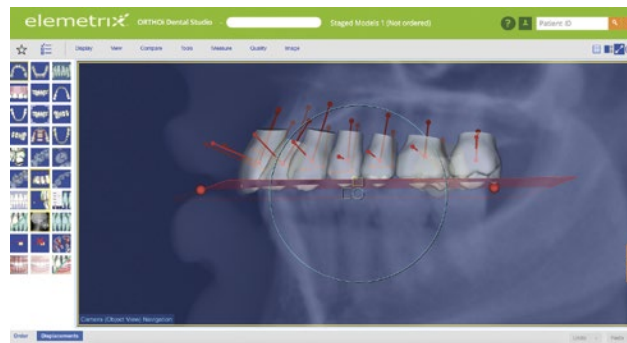 elemetrix ORTHOi Dental Studio -
Staged Models 1 (Not ordered)
? Patient ID
Display View Compare Tools Measure Quality Image
Camera (Object View) Navigation
Order Displacements